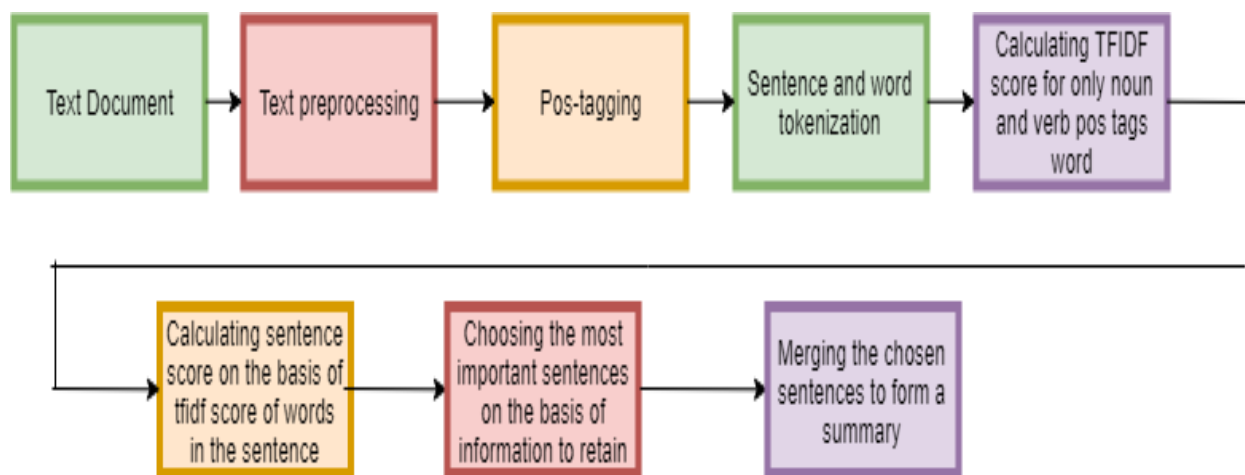 Text Document
Text preprocessing
Pos-tagging
Sentence and word
tokenization
Calculating TFIDF
score for only noun
and verb pos tags
word
Calculating sentence
score on the basis of
tfidf score of words
in the sentence
Choosing the most
important sentences
on the basis of
information to retain
Merging the chosen
sentences to form a
summary